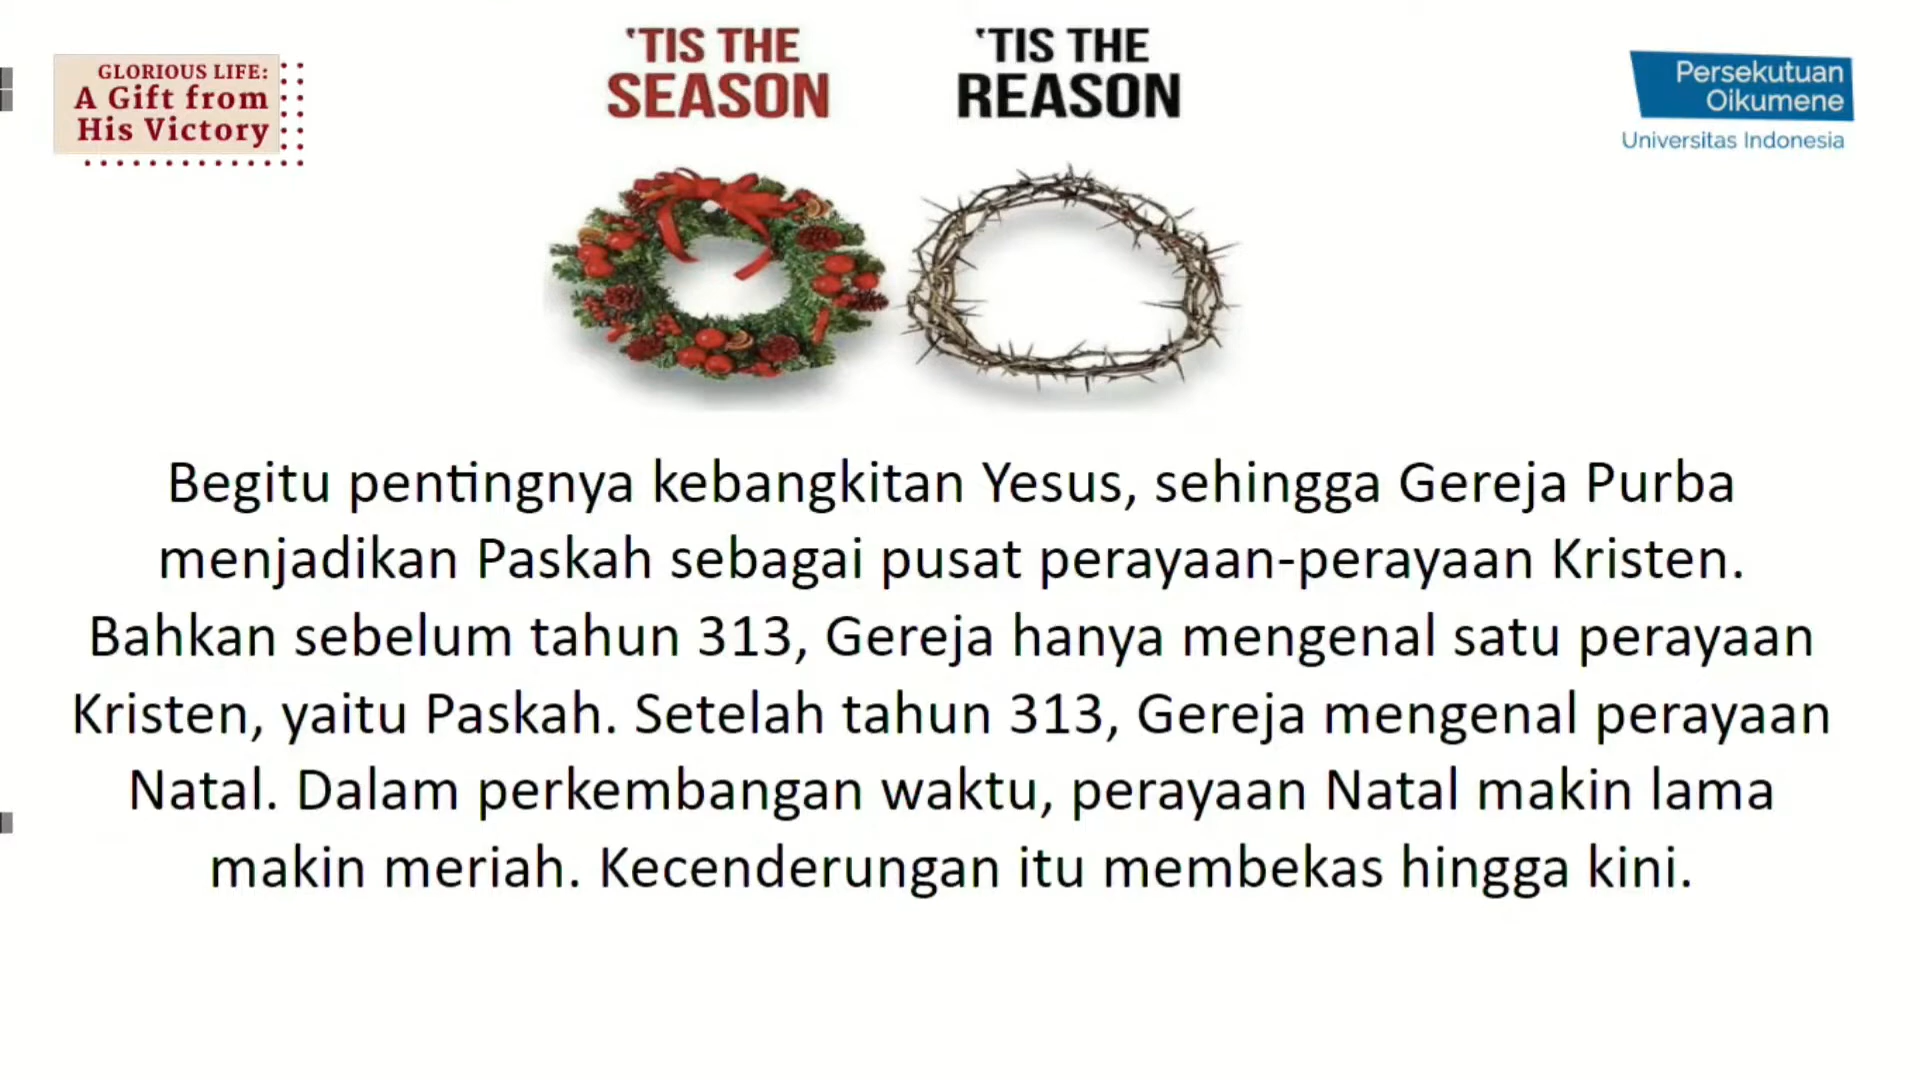 GLORIOUS LIFE:
A Gift from
His Victory
'TIS THE
SEASON
'TIS THE
REASON
Persekutuan
Oikumene
Universitas Indonesia
Begitu pentingnya kebangkitan Yesus, sehingga Gereja Purba
menjadikan Paskah sebagai pusat perayaan-perayaan Kristen.
Bahkan sebelum tahun 313, Gereja hanya mengenal satu perayaan
Kristen, yaitu Paskah. Setelah tahun 313, Gereja mengenal perayaan
Natal. Dalam perkembangan waktu, perayaan Natal makin lama
makin meriah. Kecenderungan itu membekas hingga kini.